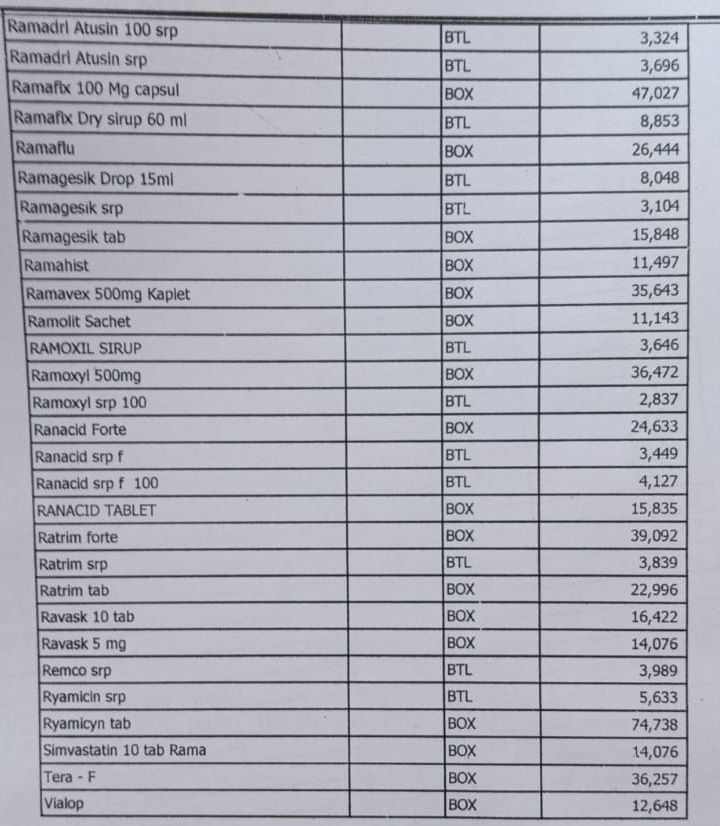 Ramadrl Atusin 100 srp BTL 3,324
Ramadrl Atusin srp BTL 3,696
Ramafix 100 Mg capsul BOX 47,027
Ramafix Dry sirup 60 ml BTL 8,853
Ramaflu BOX 26,444
Ramagesik Drop 15ml BTL 8,048
Ramagesik srp BTL 3,104
Ramagesik tab BOX 15,848
Ramahist BOX 11,497
Ramavex 500mg Kaplet BOX 35,643
Ramolit Sachet BOX 11,143
RAMOXIL SIRUP BTL 3,646
Ramoxyl 500mg BOX 36,472
Ramoxyl srp 100 BTL 2,837
Ranacid Forte BOX 24,633
Ranacid srp f BTL 3,449
Ranacid srp f 100 BTL 4,127
RANACID TABLET BOX 15,835
Ratrim forte BOX 39,092
Ratrim srp BTL 3,839
Ratrim tab BOX 22,996
Ravask 10 tab BOX 16,422
Ravask 5 mg BOX 14,076
Remco srp BTL 3,989
Ryamicin srp BTL 5,633
Ryamicyn tab BOX 74,738
Simvastatin 10 tab Rama BOX 14,076
Tera - F BOX 36,257
Vialop BOX 12,648